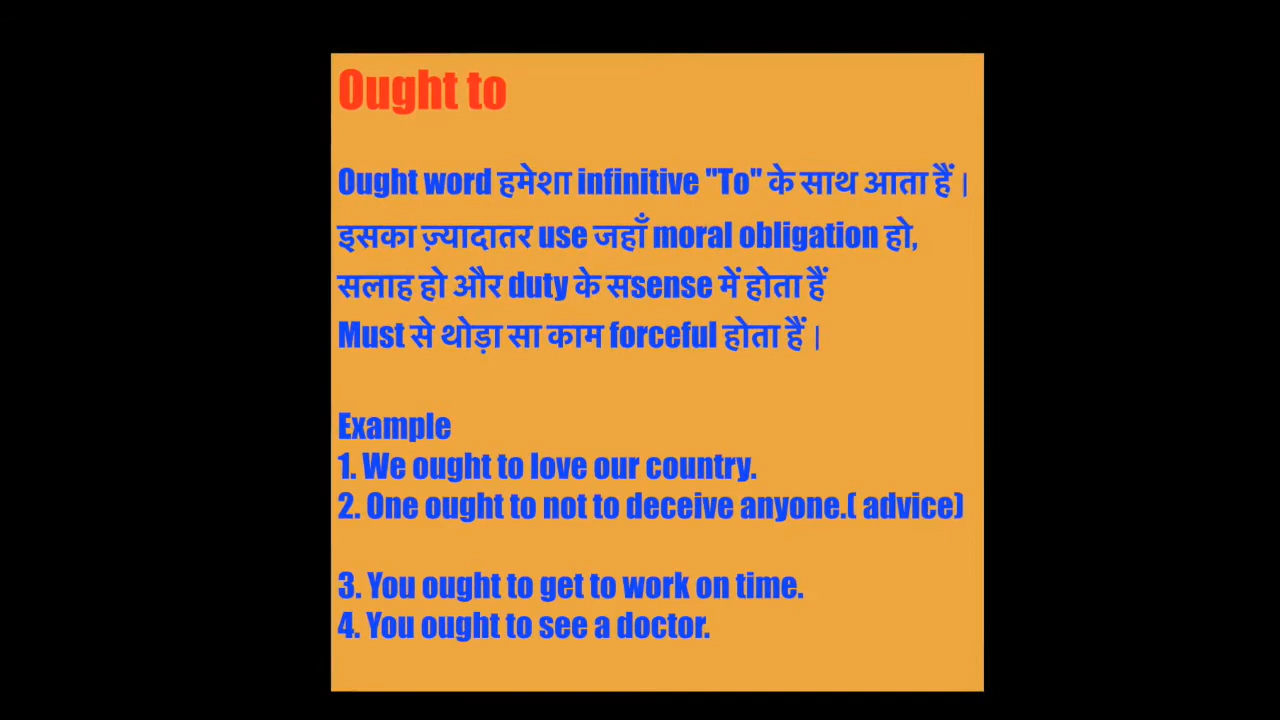 Ought to
Ought word हमेशा infinitive "To" के साथ आता हैं।
इसका ज़्यादातर use जहाँ moral obligation हो,
सलाह हो और duty के सsense में होता हैं
Must से थोड़ा सा काम forceful होता हैं।
Example
1. We ought to love our country.
2. One ought to not to deceive anyone.( advice)
3. You ought to get to work on time.
4. You ought to see a doctor.